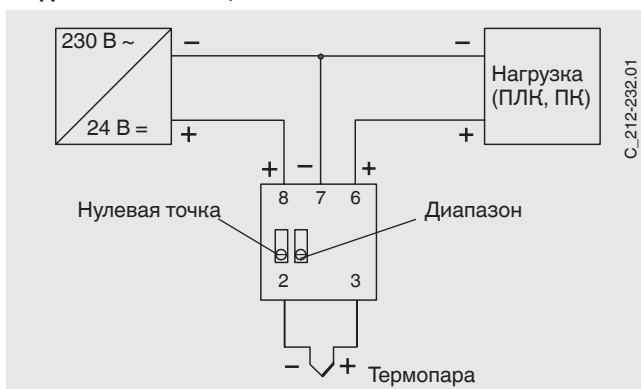 230 В ~
24 В =
–
+
–
+
Нагрузка
(ПЛК, ПК)
C_212-232.01
+ – +
8 7 6
Нулевая точка
Диапазон
2 3
– +
Термопара